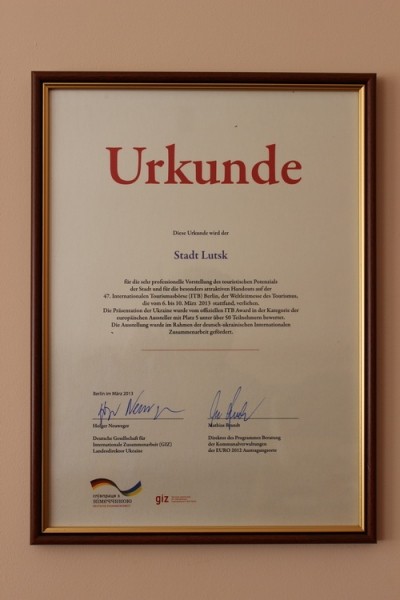 Urkunde
Diese Urkunde wird der
Stadt Lutsk
für die sehr professionelle Vorstellung des touristischen Potenzials
der Stadt und für die besonders attraktiven Handouts auf der
47. Internationalen Tourismusbörse (ITB) Berlin, der Weltleitmesse des Tourismus,
die vom 6. bis 10. März 2013 stattfand, verliehen.
Die Präsentation der Ukraine wurde vom offiziellen ITB Award in der Kategorie der
europäischen Aussteller mit Platz 5 unter über 50 Teilnehmern bewertet.
Die Ausstellung wurde im Rahmen der deutsch-ukrainischen Internationalen
Zusammenarbeit gefördert.
Berlin im März 2013
Holger Neuweger
Deutsche Gesellschaft für
Internationale Zusammenarbeit (GIZ)
Landesdirektor Ukraine
Mathias Brandt
Direktor des Programmes Beratung
der Kommunalverwaltungen
der EURO 2012 Austragungsorte
СПІВПРАЦЯ З
НІМЕЧЧИНОЮ
giz